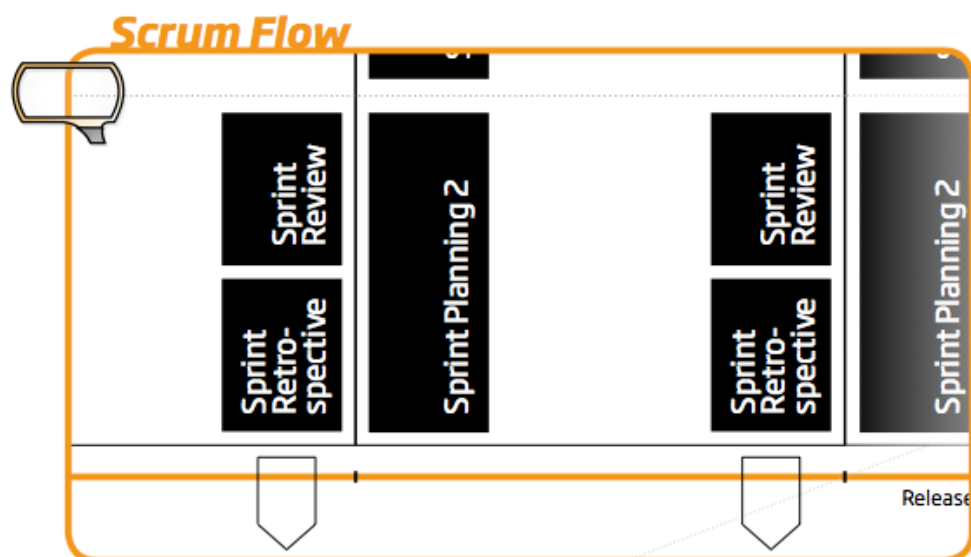 Scrum Flow
Sprint
Review
Sprint Planning 2
Sprint
Review
Sprint Planning 2
Sprint
Retro-
spective
Sprint
Retro-
spective
Release